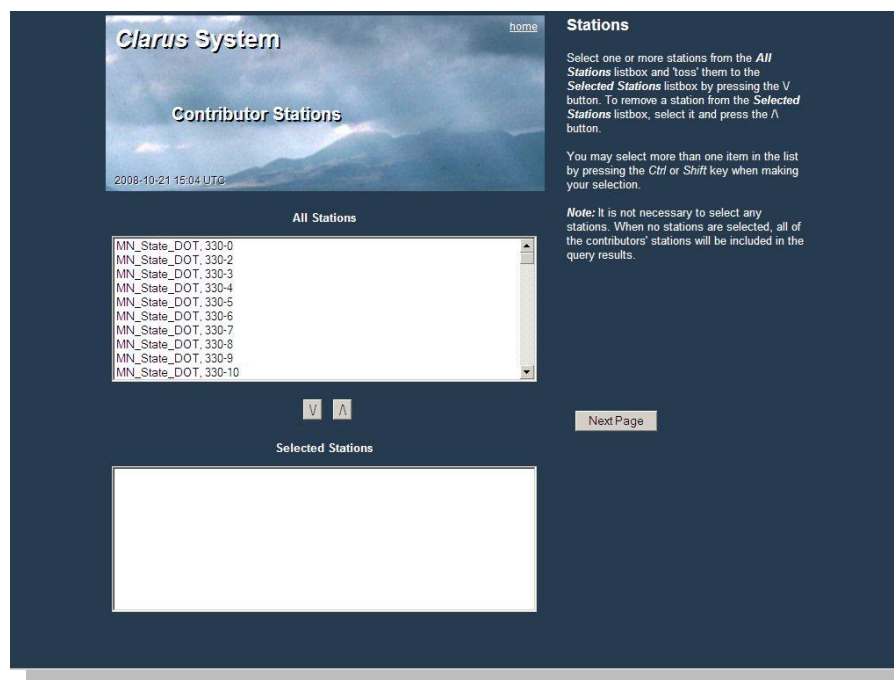 Clarus System
home
Contributor Stations
2008-10-21 15:04 UTC
All Stations
MN_State_DOT, 330-0
MN_State_DOT, 330-2
MN_State_DOT, 330-3
MN_State_DOT, 330-4
MN_State_DOT, 330-5
MN_State_DOT, 330-6
MN_State_DOT, 330-7
MN_State_DOT, 330-8
MN_State_DOT, 330-9
MN_State_DOT, 330-10
\/
/\
Selected Stations
Stations
Select one or more stations from the All
Stations listbox and 'toss' them to the
Selected Stations listbox by pressing the \/
button. To remove a station from the Selected
Stations listbox, select it and press the /\
button.
You may select more than one item in the list
by pressing the Ctrl or Shift key when making
your selection.
Note: It is not necessary to select any
stations. When no stations are selected, all of
the contributors' stations will be included in the
query results.
Next Page